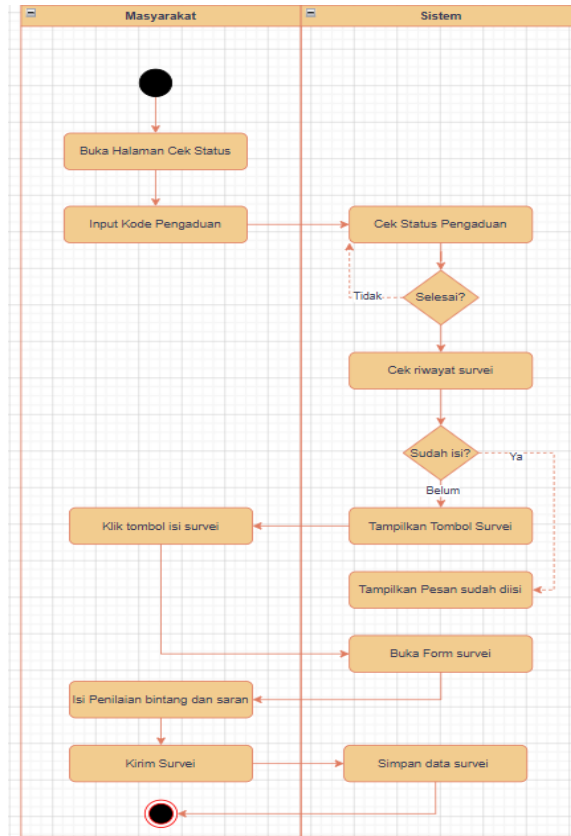 Masyarakat
Sistem
Buka Halaman Cek Status
Input Kode Pengaduan
Cek Status Pengaduan
Tidak
Selesai?
Cek riwayat survei
Sudah isi?
Ya
Belum
Klik tombol isi survei
Tampilkan Tombol Survei
Tampilkan Pesan sudah diisi
Buka Form survei
Isi Penilaian bintang dan saran
Kirim Survei
Simpan data survei